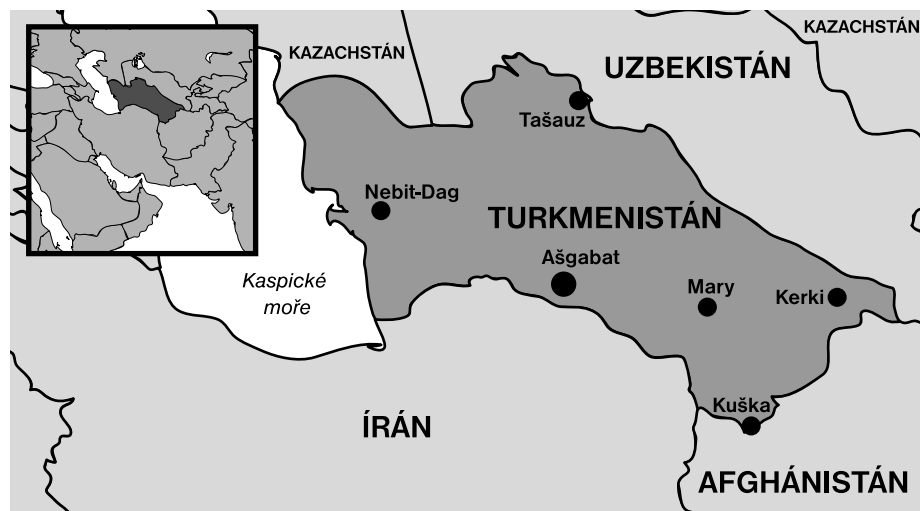 KAZACHSTÁN
KAZACHSTÁN
UZBEKISTÁN
Tašauz
Nebit-Dag
TURKMENISTÁN
Ašgabat
Kaspické
moře
Mary
Kerki
Kuška
ÍRÁN
AFGHÁNISTÁN